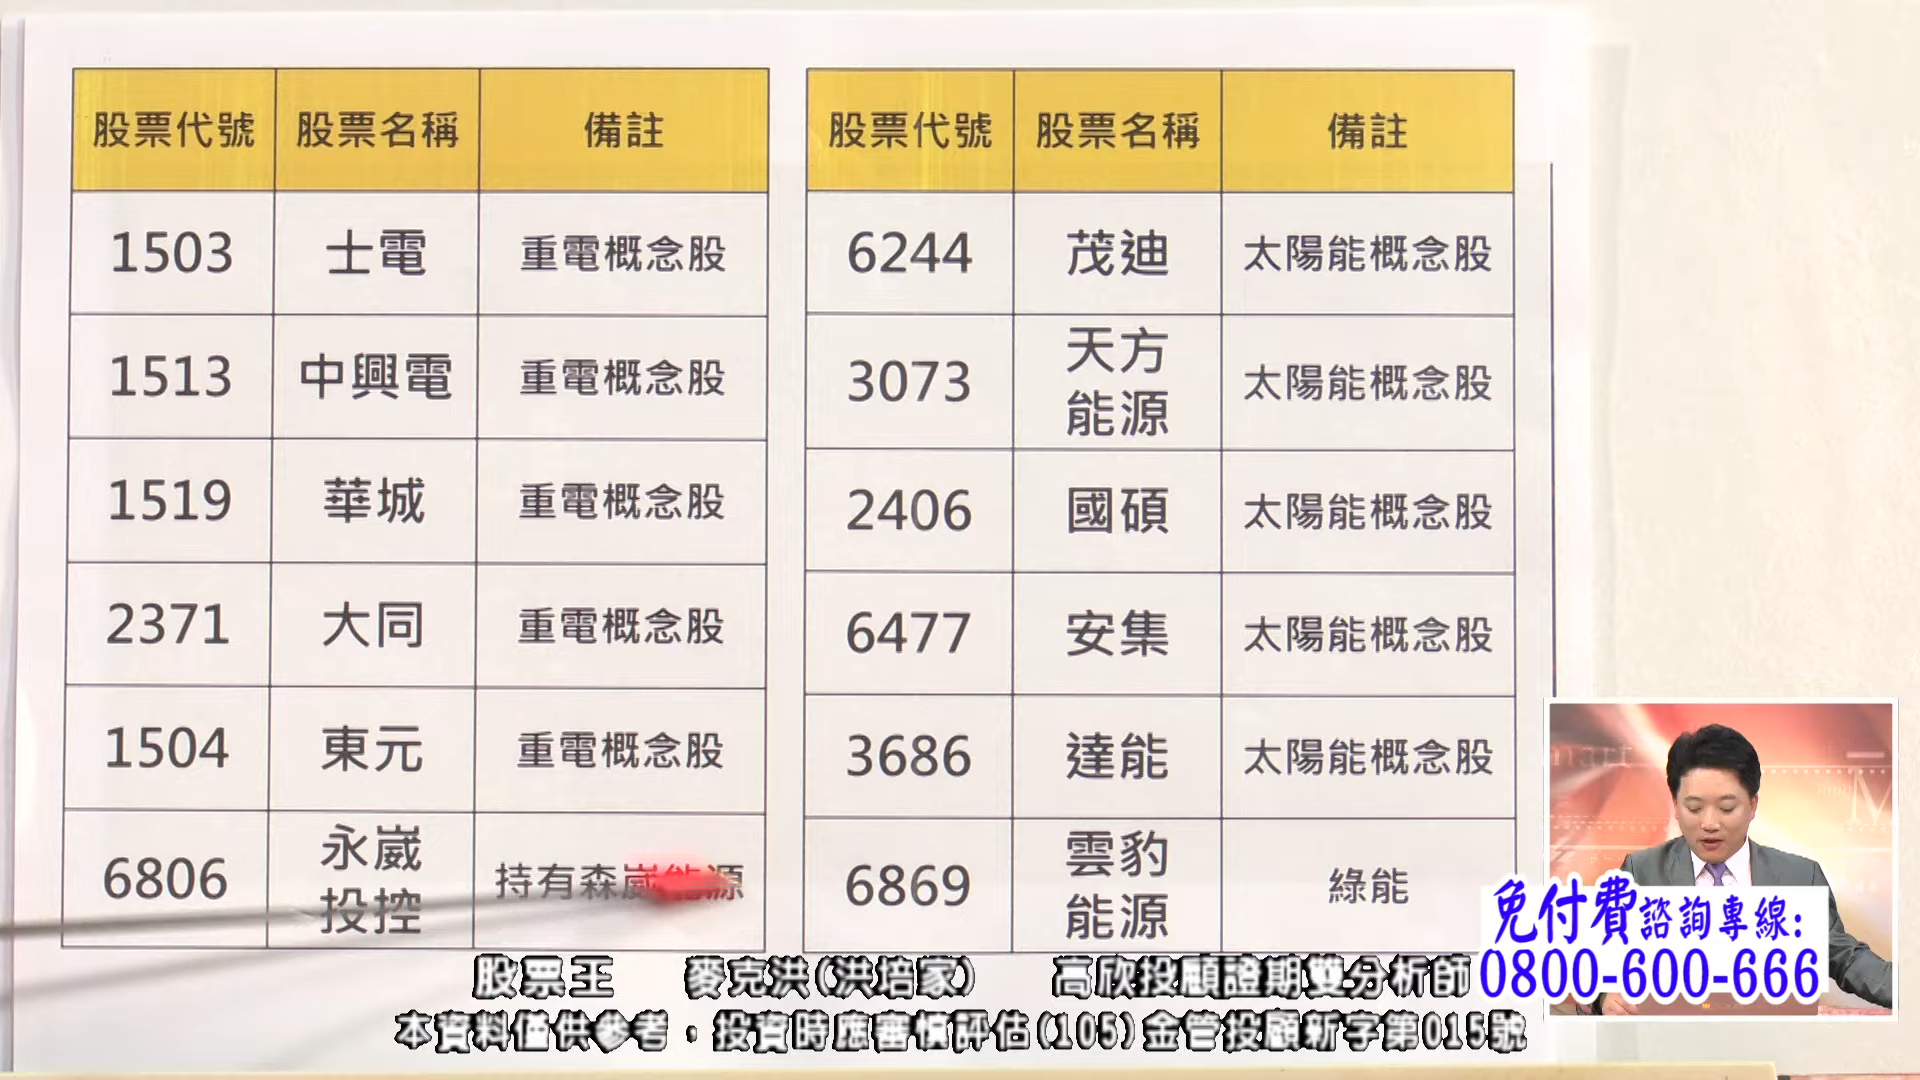 股票代號 股票名稱 備註
1503 士電 重電概念股
1513 中興電 重電概念股
1519 華城 重電概念股
2371 大同 重電概念股
1504 東元 重電概念股
6806 永崴投控 持有森崴能源
股票代號 股票名稱 備註
6244 茂迪 太陽能概念股
3073 天方能源 太陽能概念股
2406 國碩 太陽能概念股
6477 安集 太陽能概念股
3686 達能 太陽能概念股
6869 雲豹能源 綠能
免付費諮詢專線:
0800-600-666
股票王 麥克洪(洪培家) 高欣投顧證期雙分析師
本資料僅供參考，投資時應審慎評估(105)金管投顧新字第015號